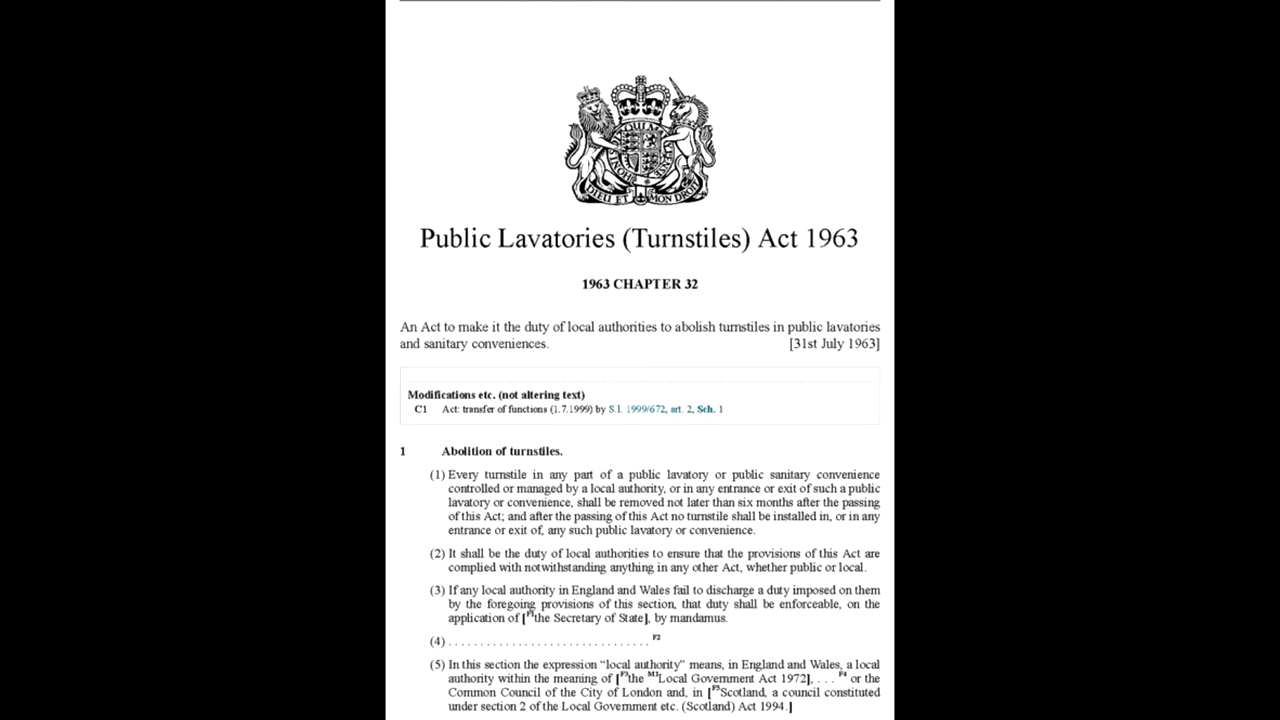 QUI M
HONI
DIEU ET MON DROIT
Public Lavatories (Turnstiles) Act 1963
1963 CHAPTER 32
An Act to make it the duty of local authorities to abolish turnstiles in public lavatories
and sanitary conveniences. [31st July 1963]
Modifications etc. (not altering text)
C1 Act: transfer of functions (1.7.1999) by S.I. 1999/672, art. 2, Sch. 1
1 Abolition of turnstiles.
(1) Every turnstile in any part of a public lavatory or public sanitary convenience
controlled or managed by a local authority, or in any entrance or exit of such a public
lavatory or convenience, shall be removed not later than six months after the passing
of this Act; and after the passing of this Act no turnstile shall be installed in, or in any
entrance or exit of, any such public lavatory or convenience.
(2) It shall be the duty of local authorities to ensure that the provisions of this Act are
complied with notwithstanding anything in any other Act, whether public or local.
(3) If any local authority in England and Wales fail to discharge a duty imposed on them
by the foregoing provisions of this section, that duty shall be enforceable, on the
application of [F1the Secretary of State], by mandamus.
(4) . . . . . . . . . . . . . . . . . . . . . . . . . . . . . . F2
(5) In this section the expression “local authority” means, in England and Wales, a local
authority within the meaning of [F3the M1Local Government Act 1972], . . . F4 or the
Common Council of the City of London and, in [F5Scotland, a council constituted
under section 2 of the Local Government etc. (Scotland) Act 1994.]